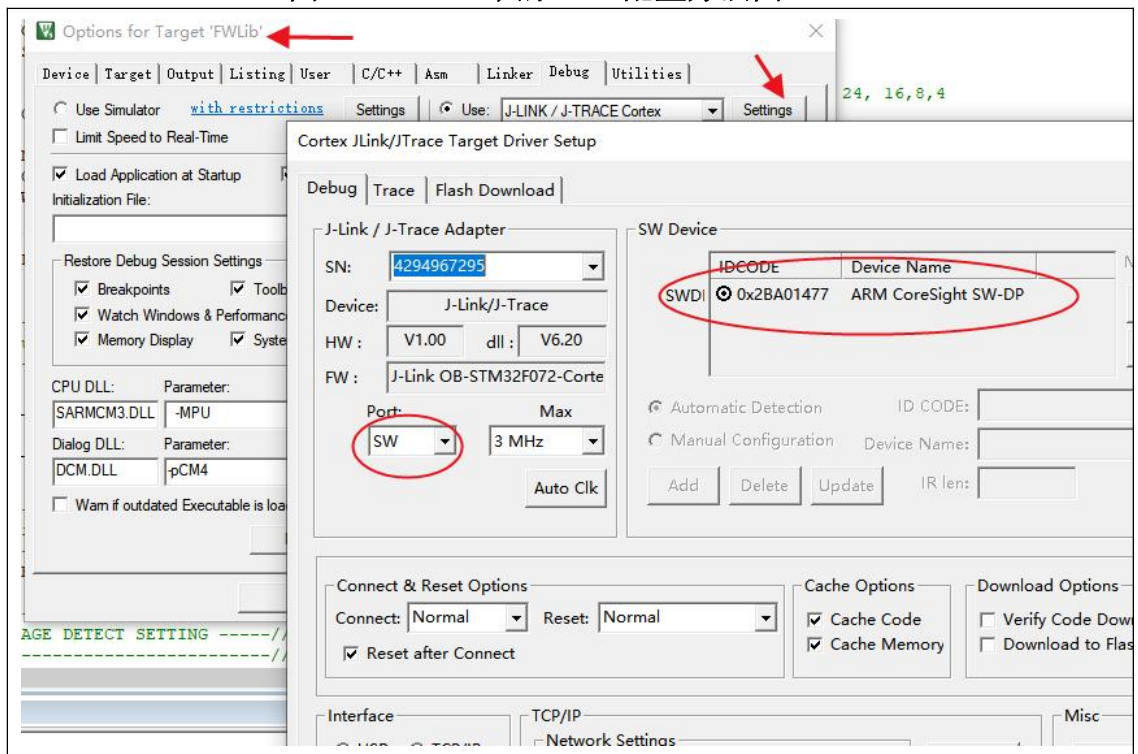 Options for Target 'FWLib'
Device Target Output Listing User C/C++ Asm Linker Debug Utilities
24, 16,8,4
Use Simulator with restrictions Settings Use: J-LINK / J-TRACE Cortex Settings
Limit Speed to Real-Time
Cortex JLink/JTrace Target Driver Setup
Load Application at Startup
Initialization File:
Restore Debug Session Settings
Breakpoints
Watch Windows &
Memory Display
CPU DLL: Parameter:
SARMCM3.DLL -MPU
Dialog DLL: Parameter:
DCM.DLL -pCM4
Warn if outdated Executable is
AGE DETECT SETTING -----//
------------------------//
Debug Trace Flash Download
J-Link / J-Trace Adapter
SN: 4294967295
Device: J-Link/J-Trace
HW : V1.00 dll : V6.20
FW : J-Link OB-STM32F072-Corte
Port: Max
SW 3 MHz
Auto Clk
SW Device
IDCODE Device Name
SWDI 0x2BA01477 ARM CoreSight SW-DP
Automatic Detection ID CODE:
Manual Configuration Device Name:
Add Delete Update IR len:
Connect & Reset Options
Connect: Normal Reset: Normal
Reset after Connect
Cache Options
Cache Code
Cache Memory
Download Options
Verify Code Down
Download to Flas
Interface
TCP/IP
Network Settings
Misc